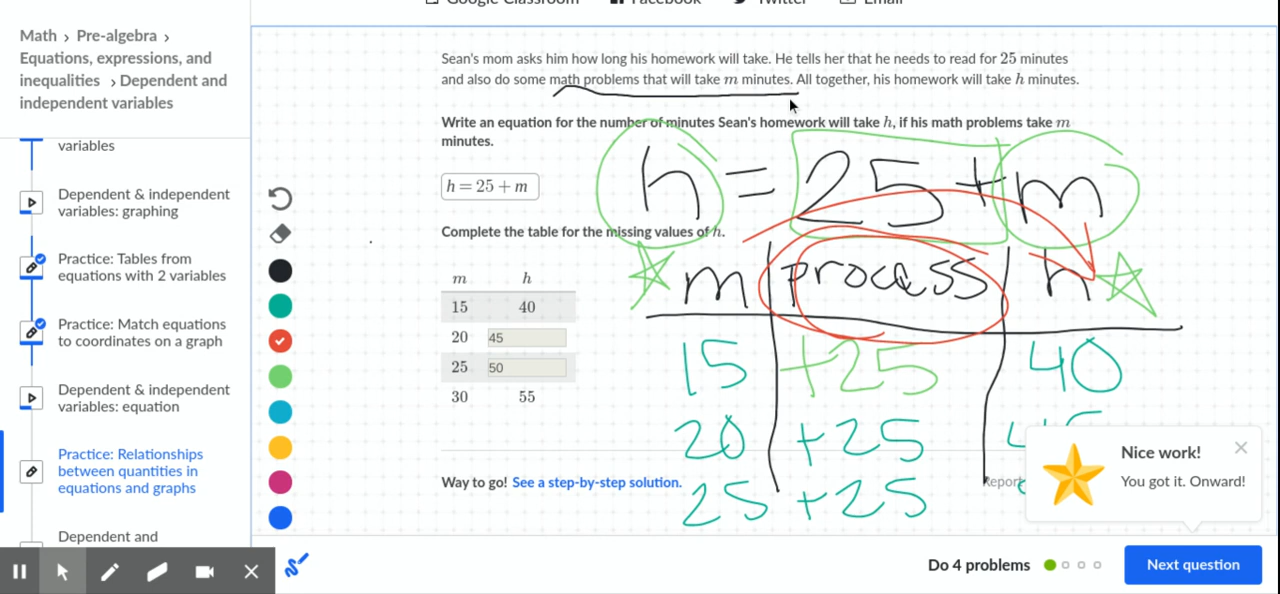 Google Classroom Facebook Twitter Email
Math › Pre-algebra ›
Equations, expressions, and
inequalities › Dependent and
independent variables
variables
Dependent & independent
variables: graphing
Practice: Tables from
equations with 2 variables
Practice: Match equations
to coordinates on a graph
Dependent & independent
variables: equation
Practice: Relationships
between quantities in
equations and graphs
Dependent and
Sean's mom asks him how long his homework will take. He tells her that he needs to read for 25 minutes
and also do some math problems that will take m minutes. All together, his homework will take h minutes.
Write an equation for the number of minutes Sean's homework will take h, if his math problems take m
minutes.
h = 25 + m
h = 25 + m
Complete the table for the missing values of h.
m h
15 40
20 45
25 50
30 55
m process h
15 +25 40
20 +25
25 +25
Way to go! See a step-by-step solution.
Report
Nice work!
You got it. Onward!
Do 4 problems
Next question